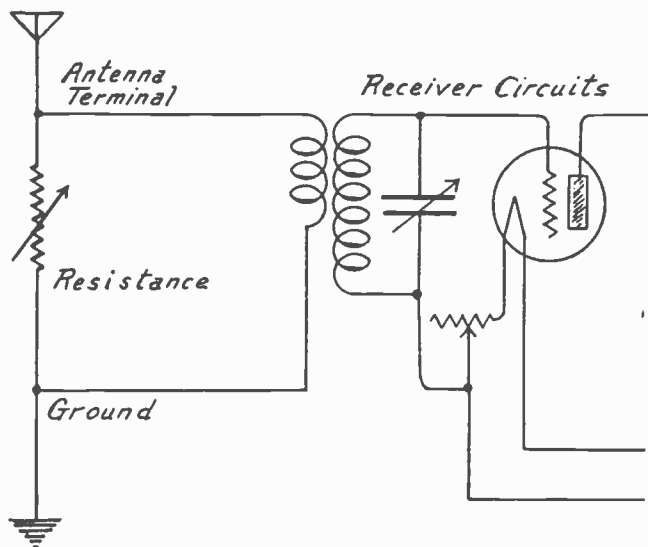 Antenna
Terminal
Receiver Circuits
Resistance
Ground